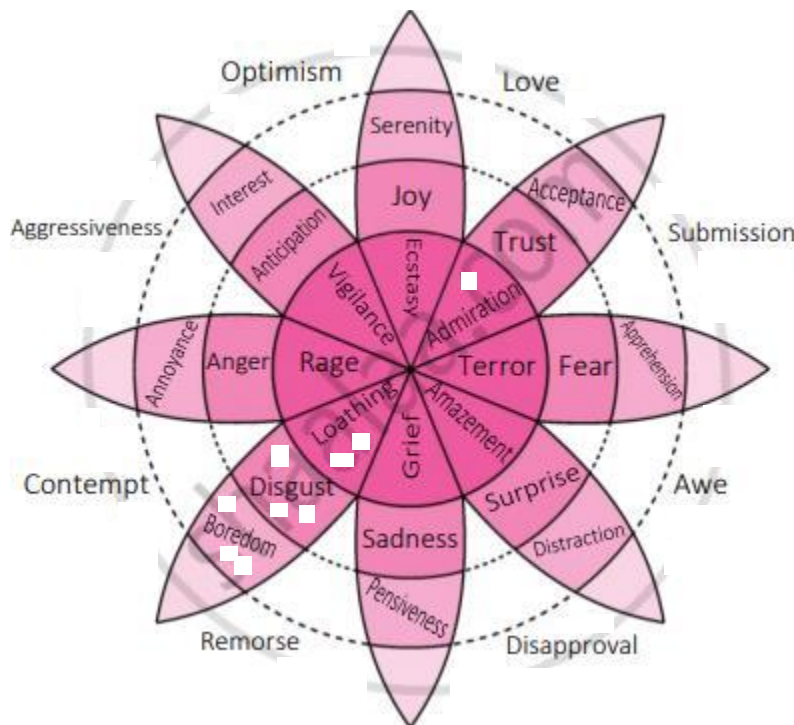 Optimism
Love
Serenity
Interest
Acceptance
Joy
Aggressiveness
Anticipation
Trust
Submission
Vigilance
Ecstasy
Admiration
Annoyance
Anger
Rage
Terror
Fear
Apprehension
Loathing
Grief
Amazement
Contempt
Disgust
Surprise
Awe
Boredom
Sadness
Distraction
Pensiveness
Remorse
Disapproval